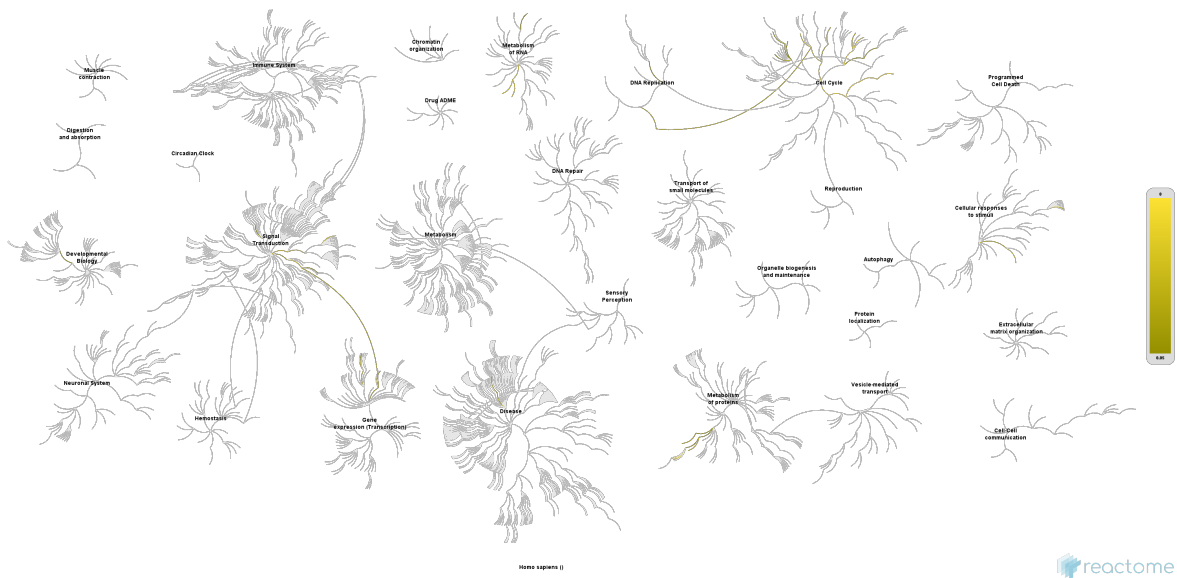 Muscle
contraction
Immune System
Chromatin
organization
Metabolism
of RNA
DNA Replication
Cell Cycle
Programmed
Cell Death
Drug ADME
Digestion
and absorption
Circadian Clock
DNA Repair
Transport of
small molecules
Reproduction
Cellular responses
to stimuli
Signal
Transduction
Metabolism
Developmental
Biology
Organelle biogenesis
and maintenance
Autophagy
Sensory
Perception
Protein
localization
Extracellular
matrix organization
Neuronal System
Hemostasis
Gene
expression (Transcription)
Disease
Metabolism
of proteins
Vesicle-mediated
transport
Cell-Cell
communication
0
0.05
Homo sapiens ()
reactome